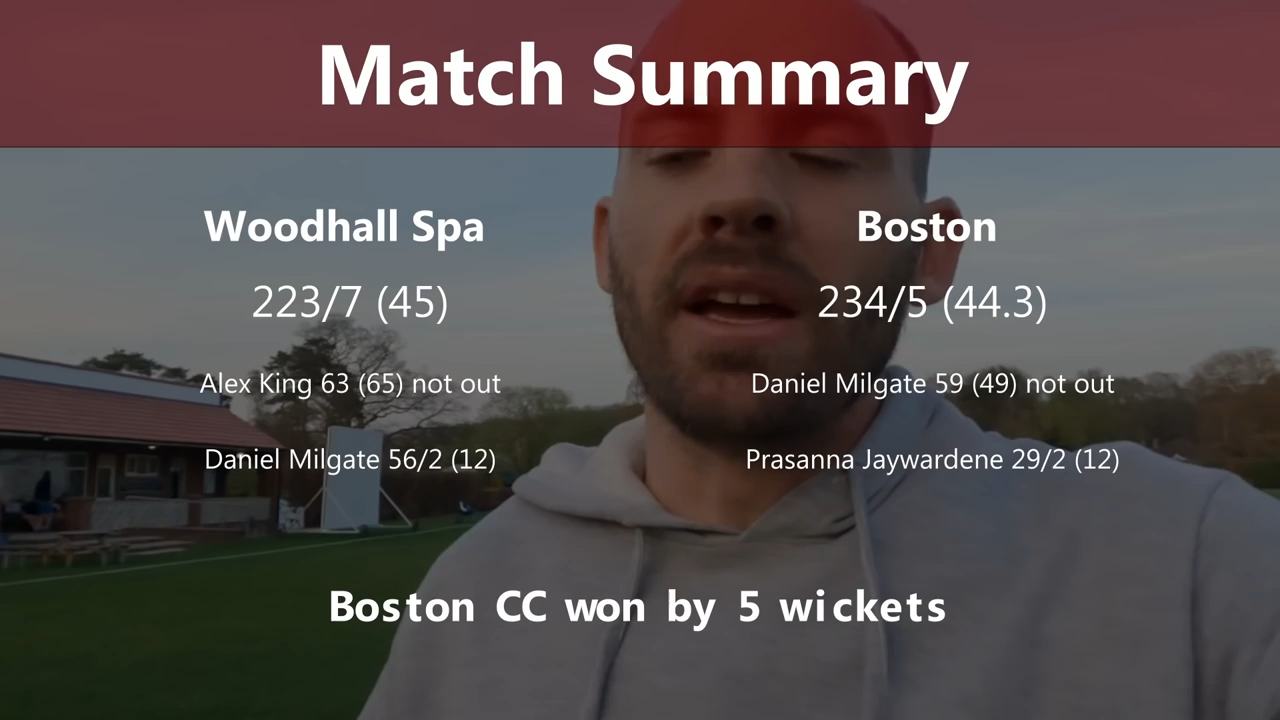 Match Summary
Woodhall Spa
223/7 (45)
Alex King 63 (65) not out
Daniel Milgate 56/2 (12)
Boston
234/5 (44.3)
Daniel Milgate 59 (49) not out
Prasanna Jaywardene 29/2 (12)
Boston CC won by 5 wickets